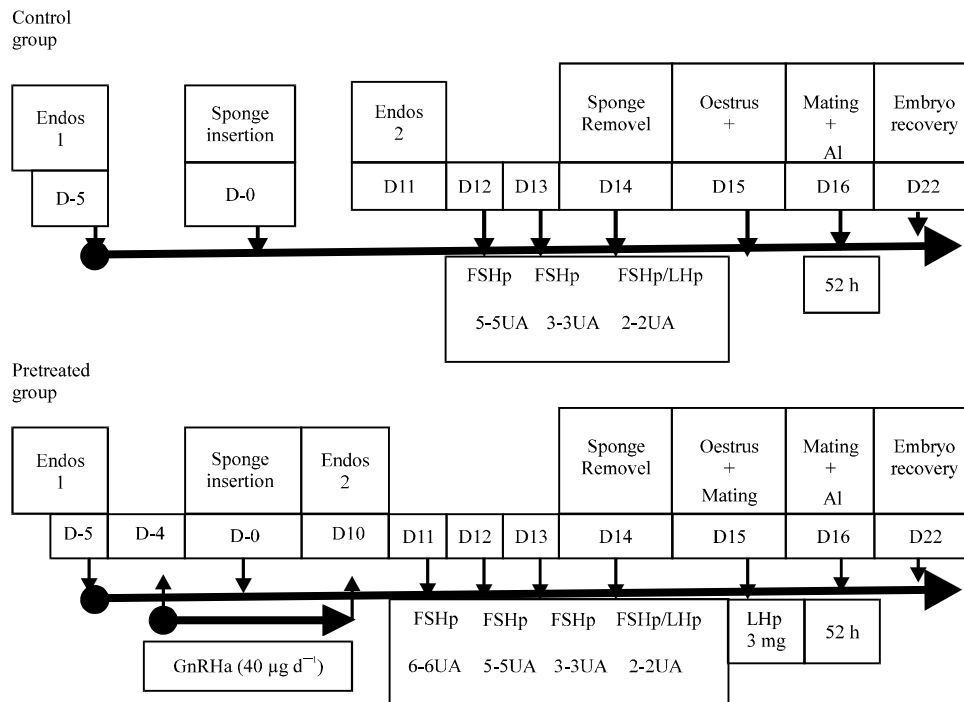 Control
group
Endos
1
Sponge
insertion
Endos
2
Sponge
Removel
Oestrus
+
Mating
+
Al
Embryo
recovery
D-5
D-0
D11
D12
D13
D14
D15
D16
D22
FSHp FSHp FSHp/LHp
5-5UA 3-3UA 2-2UA
52 h
Pretreated
group
Endos
1
Sponge
insertion
Endos
2
Sponge
Removel
Oestrus
+
Mating
Mating
+
Al
Embryo
recovery
D-5
D-4
D-0
D10
D11
D12
D13
D14
D15
D16
D22
GnRHa (40 µg d⁻¹)
FSHp FSHp FSHp FSHp/LHp
6-6UA 5-5UA 3-3UA 2-2UA
LHp
3 mg
52 h